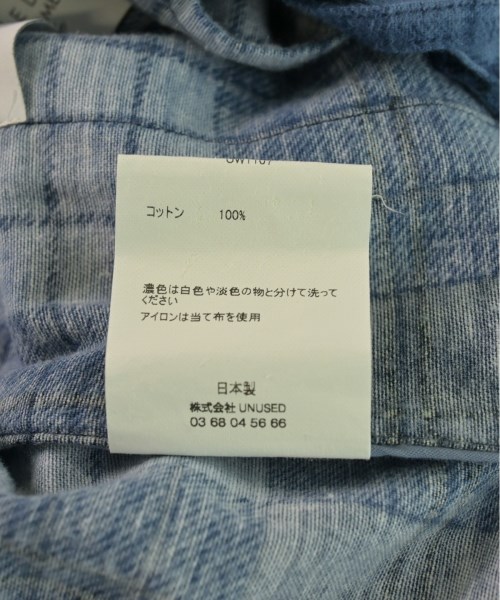 コットン 100%
濃色は白色や淡色の物と分けて洗って
ください
アイロンは当て布を使用
日本製
株式会社 UNUSED
03 68 04 56 66